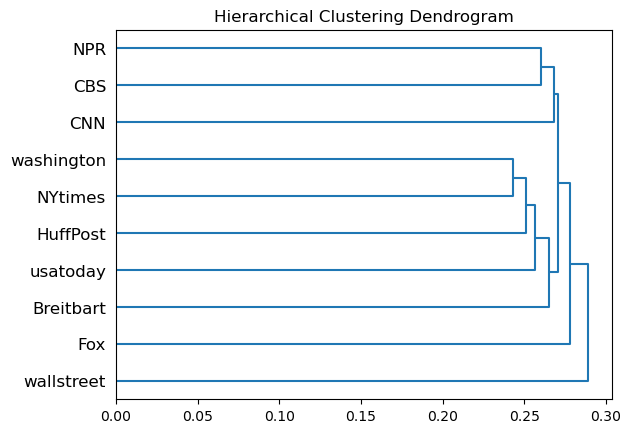 Hierarchical Clustering Dendrogram
NPR
CBS
CNN
washington
NYtimes
HuffPost
usatoday
Breitbart
Fox
wallstreet
0.00 0.05 0.10 0.15 0.20 0.25 0.30